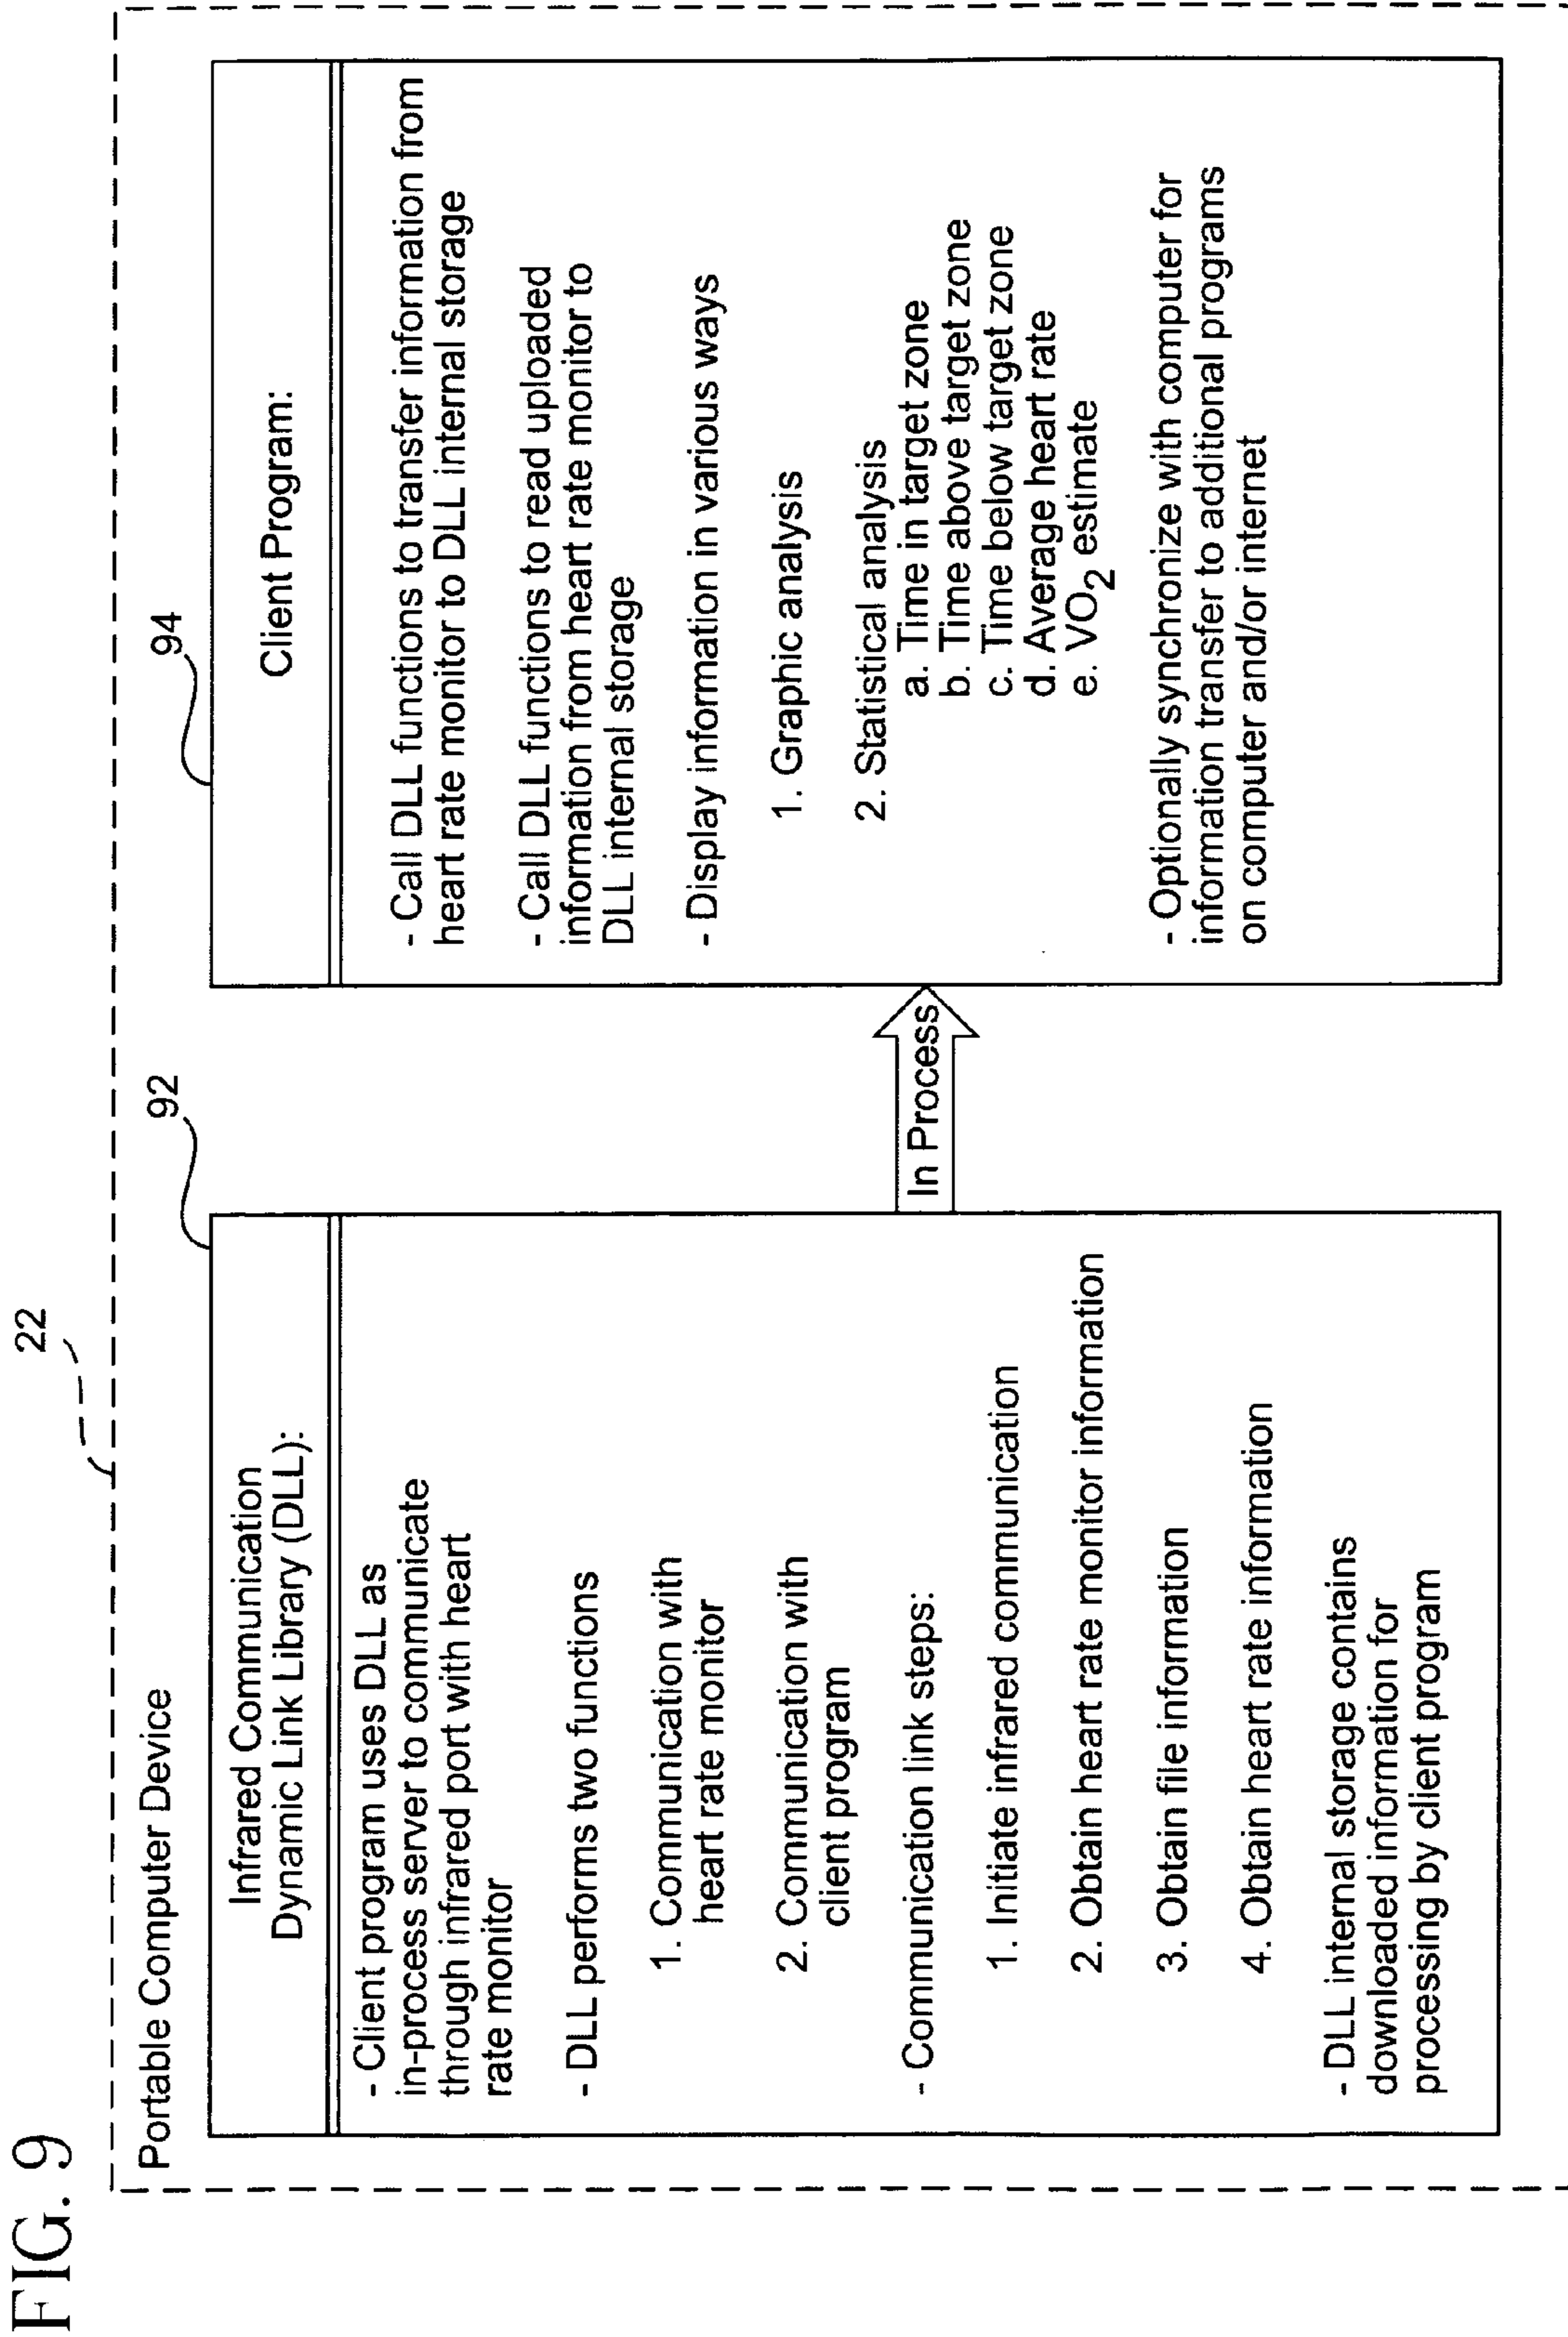 FIG. 9
22
Portable Computer Device
92
Infrared Communication
Dynamic Link Library (DLL):
- Client program uses DLL as
in-process server to communicate
through infrared port with heart
rate monitor
- DLL performs two functions
1. Communication with
heart rate monitor
2. Communication with
client program
- Communication link steps:
1. Initiate infrared communication
2. Obtain heart rate monitor information
3. Obtain file information
4. Obtain heart rate information
- DLL internal storage contains
downloaded information for
processing by client program
In Process
94
Client Program:
- Call DLL functions to transfer information from
heart rate monitor to DLL internal storage
- Call DLL functions to read uploaded
information from heart rate monitor to
DLL internal storage
- Display information in various ways
1. Graphic analysis
2. Statistical analysis
a. Time in target zone
b. Time above target zone
c. Time below target zone
d. Average heart rate
e. VO2 estimate
- Optionally synchronize with computer for
information transfer to additional programs
on computer and/or internet